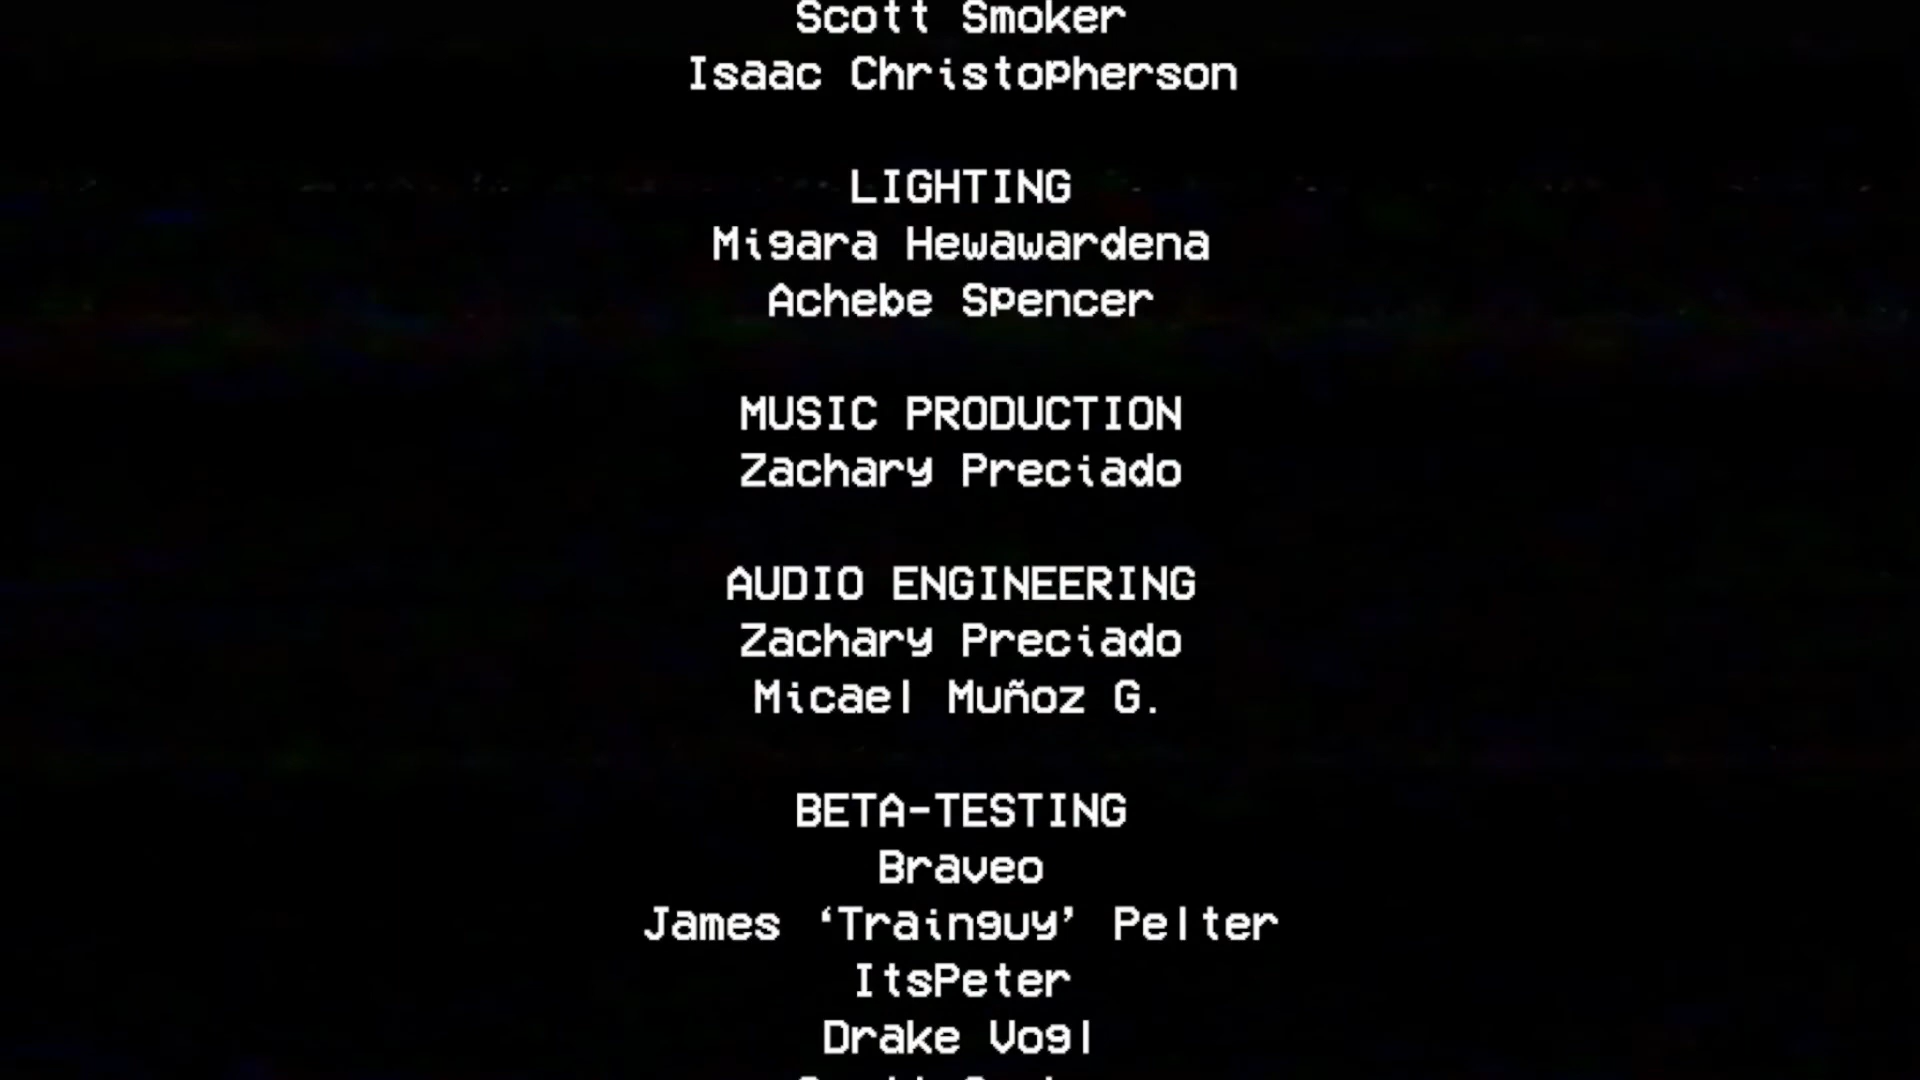 Scott Smoker
Isaac Christopherson
LIGHTING
Migara Hewawardena
Achebe Spencer
MUSIC PRODUCTION
Zachary Preciado
AUDIO ENGINEERING
Zachary Preciado
Micael Muñoz G.
BETA-TESTING
Braveo
James ‘Trainguy’ Pelter
ItsPeter
Drake Vogl